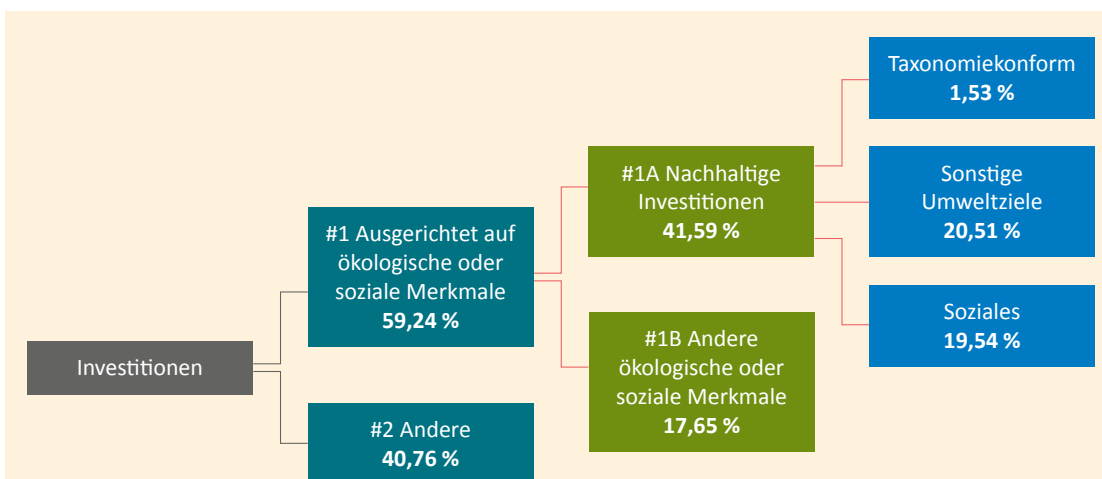 Investitionen
#1 Ausgerichtet auf
ökologische oder
soziale Merkmale
59,24 %
#2 Andere
40,76 %
#1A Nachhaltige
Investitionen
41,59 %
#1B Andere
ökologische oder
soziale Merkmale
17,65 %
Taxonomiekonform
1,53 %
Sonstige
Umweltziele
20,51 %
Soziales
19,54 %